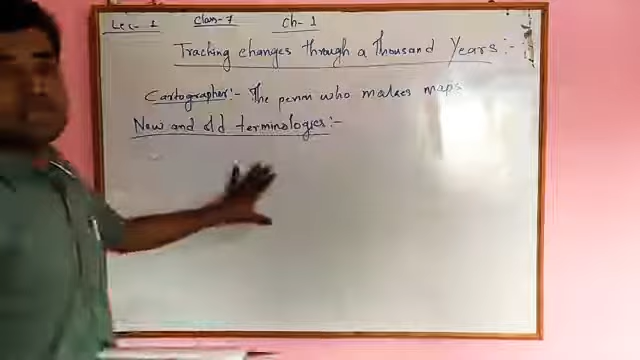 Lec - 1 Class-7 Ch-1
Tracking changes through a Thousand Years :-
Cartographer:- The person who makes maps
New and old terminologies:-